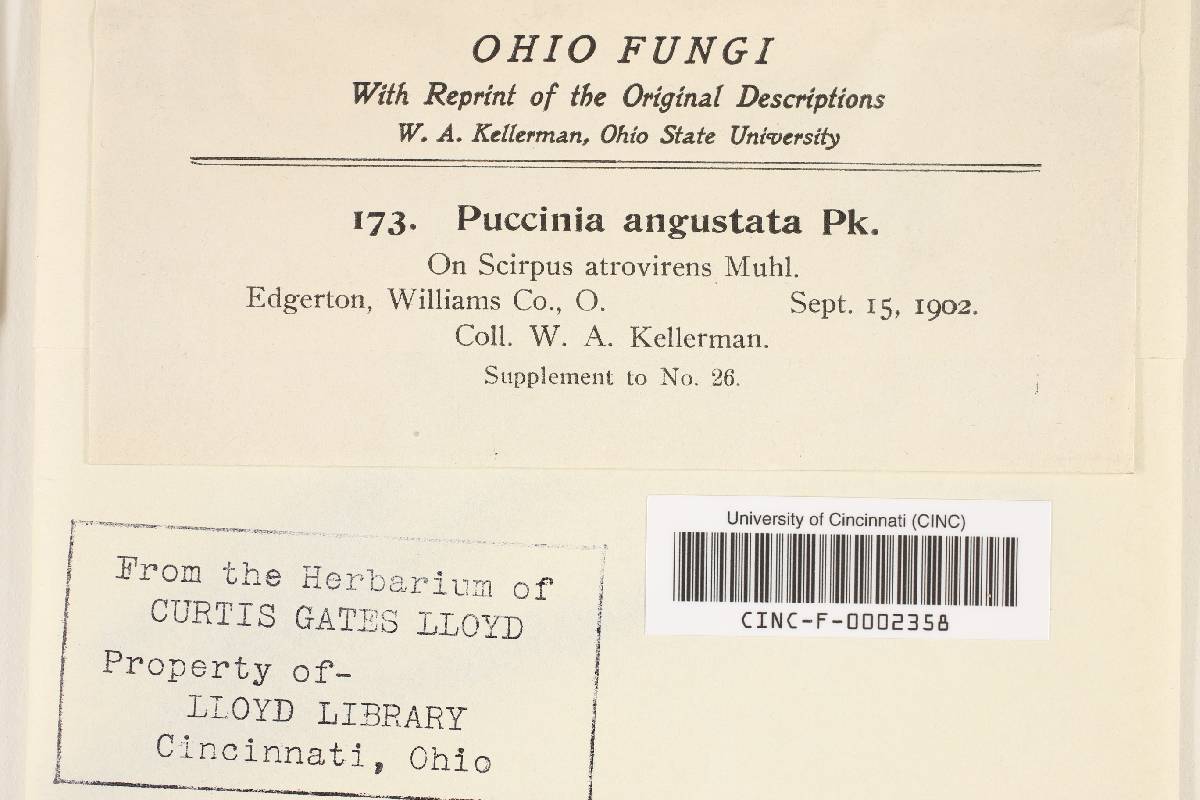 OHIO FUNGI
With Reprint of the Original Descriptions
W. A. Kellerman, Ohio State University
173. Puccinia angustata Pk.
On Scirpus atrovirens Muhl.
Edgerton, Williams Co., O. Sept. 15, 1902.
Coll. W. A. Kellerman.
Supplement to No. 26.
University of Cincinnati (CINC)
CINC-F-0002358
From the Herbarium of
CURTIS GATES LLOYD
Property of-
LLOYD LIBRARY
Cincinnati, Ohio